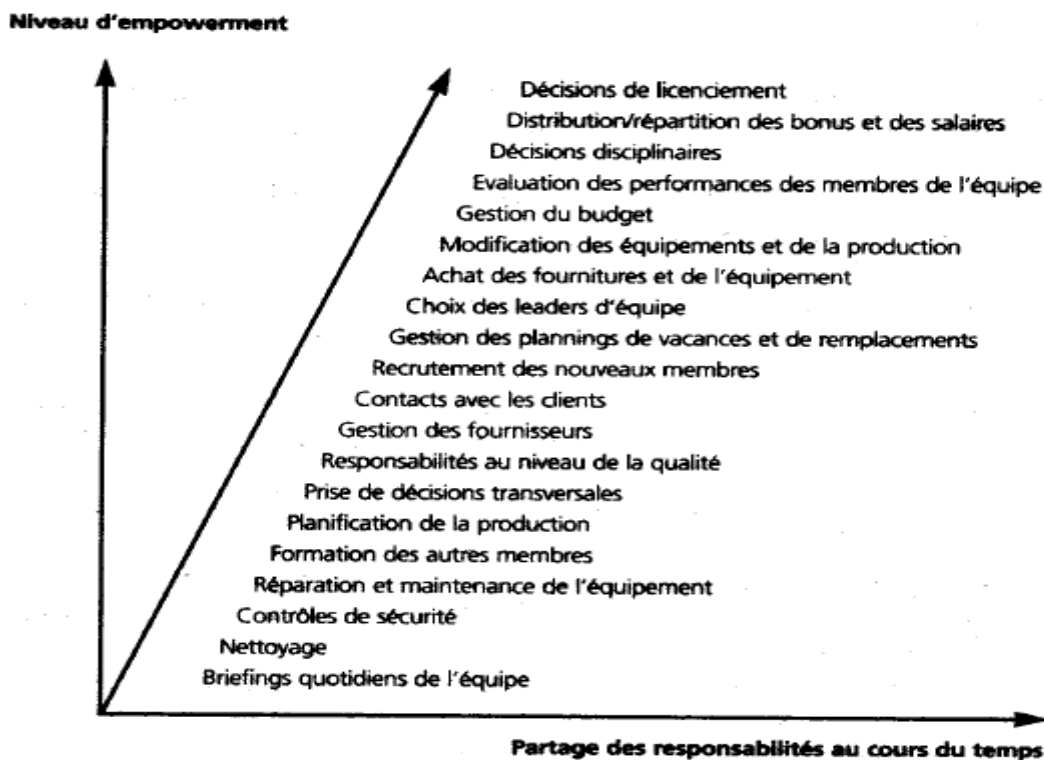 Niveau d'empowerment
Décisions de licenciement
Distribution/répartition des bonus et des salaires
Décisions disciplinaires
Evaluation des performances des membres de l'équipe
Gestion du budget
Modification des équipements et de la production
Achat des fournitures et de l'équipement
Choix des leaders d'équipe
Gestion des plannings de vacances et de remplacements
Recrutement des nouveaux membres
Contacts avec les clients
Gestion des fournisseurs
Responsabilités au niveau de la qualité
Prise de décisions transversales
Planification de la production
Formation des autres membres
Réparation et maintenance de l'équipement
Contrôles de sécurité
Nettoyage
Briefings quotidiens de l'équipe
Partage des responsabilités au cours du temps